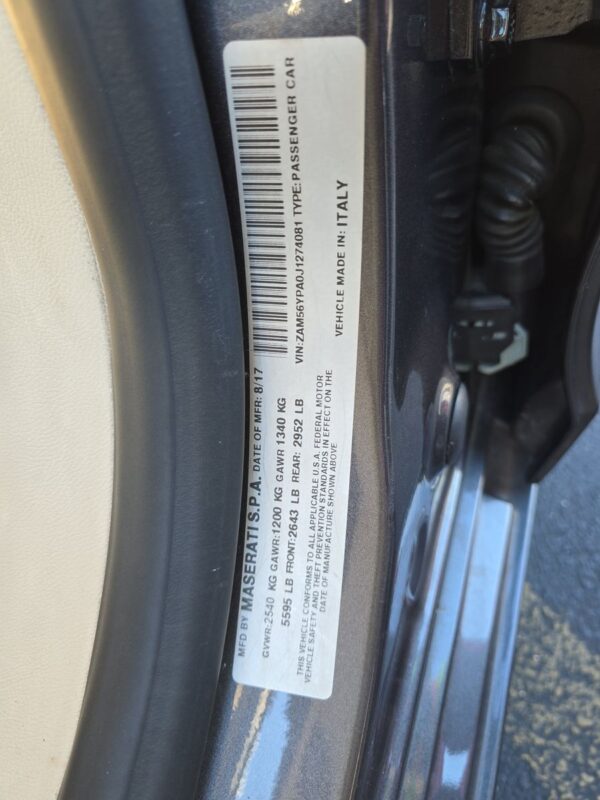 MFD BY MASERATI S.P.A. DATE OF MFR: 8/17
GVWR:2540 KG GAWR:1200 KG GAWR 1340 KG
5595 LB FRONT:2643 LB REAR: 2952 LB
THIS VEHICLE CONFORMS TO ALL APPLICABLE U.S.A. FEDERAL MOTOR
VEHICLE SAFETY AND THEFT PREVENTION STANDARDS IN EFFECT ON THE
DATE OF MANUFACTURE SHOWN ABOVE
VIN:ZAM56YPA0J1274081 TYPE:PASSENGER CAR
VEHICLE MADE IN: ITALY